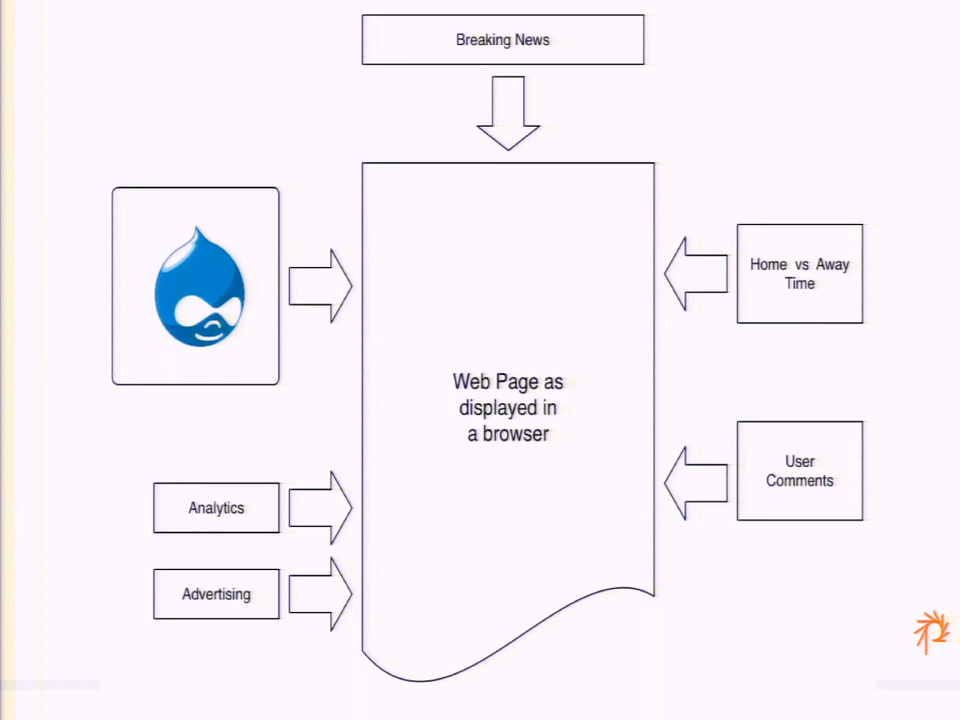 Breaking News
Home vs Away
Time
Web Page as
displayed in
a browser
User
Comments
Analytics
Advertising